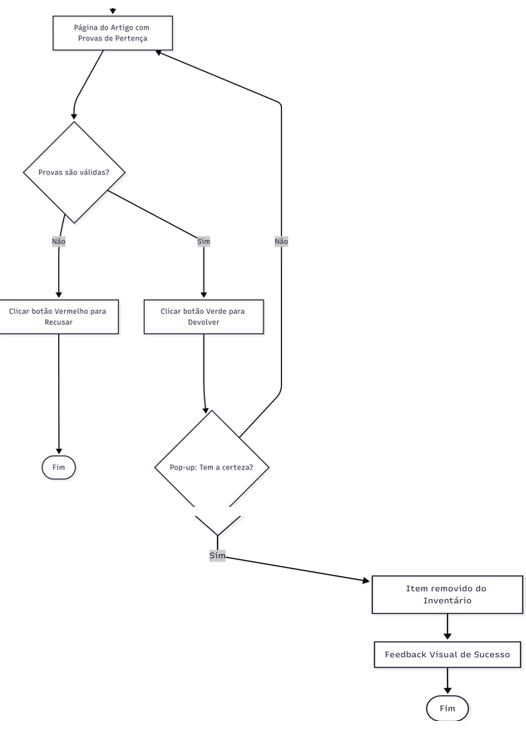 Página do Artigo com
Provas de Pertença
Provas são válidas?
Não
Sim
Não
Clicar botão Vermelho para
Recusar
Clicar botão Verde para
Devolver
Fim
Pop-up: Tem a certeza?
Sim
Item removido do
Inventário
Feedback Visual de Sucesso
Fim